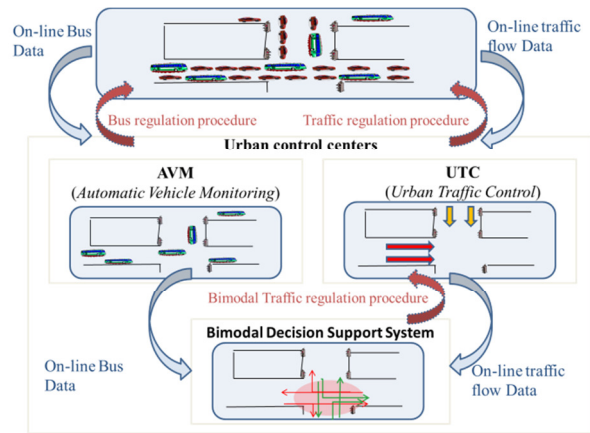 On-line Bus
Data
On-line traffic
flow Data
Bus regulation procedure
Traffic regulation procedure
Urban control centers
AVM
(Automatic Vehicle Monitoring)
UTC
(Urban Traffic Control)
Bimodal Traffic regulation procedure
Bimodal Decision Support System
On-line Bus
Data
On-line traffic
flow Data